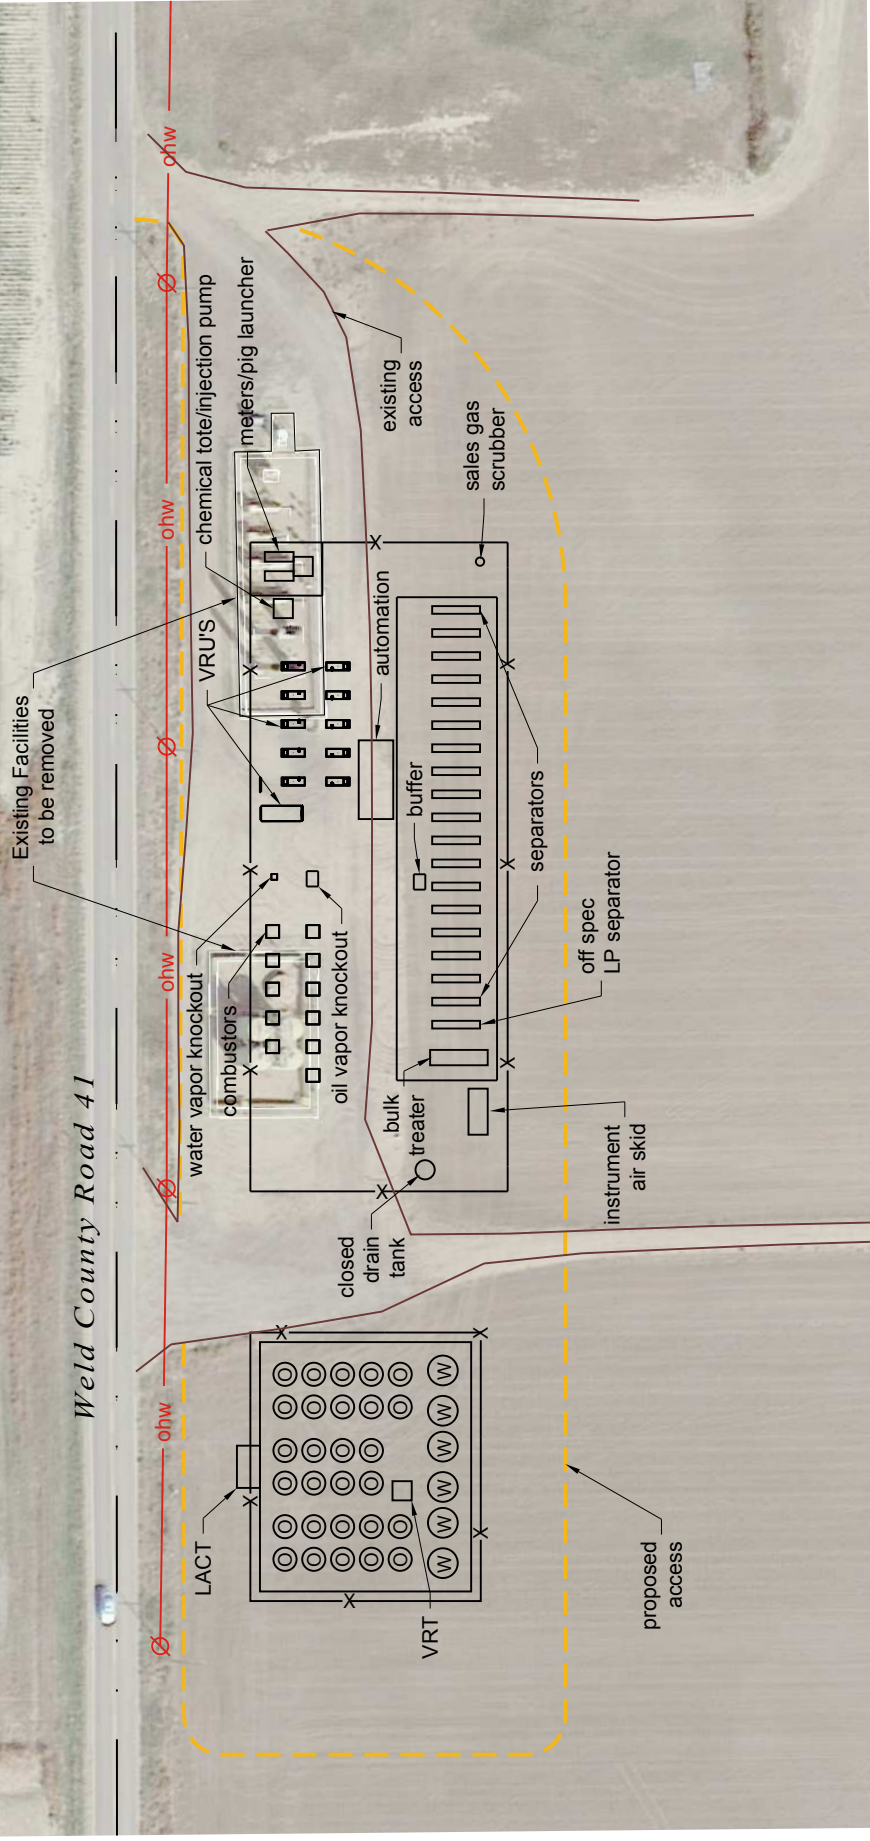 Weld County Road 41
Existing Facilities
to be removed
ohw
ohw
ohw
ohw
water vapor knockout
combustors
VRU'S
chemical tote/injection pump
meters/pig launcher
oil vapor knockout
automation
existing
access
buffer
sales gas
scrubber
separators
off spec
LP separator
bulk
treater
closed
drain
tank
instrument
air skid
LACT
VRT
W
W
W
W
W
W
proposed
access
X
X
X
X
X
X
X
X
X
X
X
X
X
X